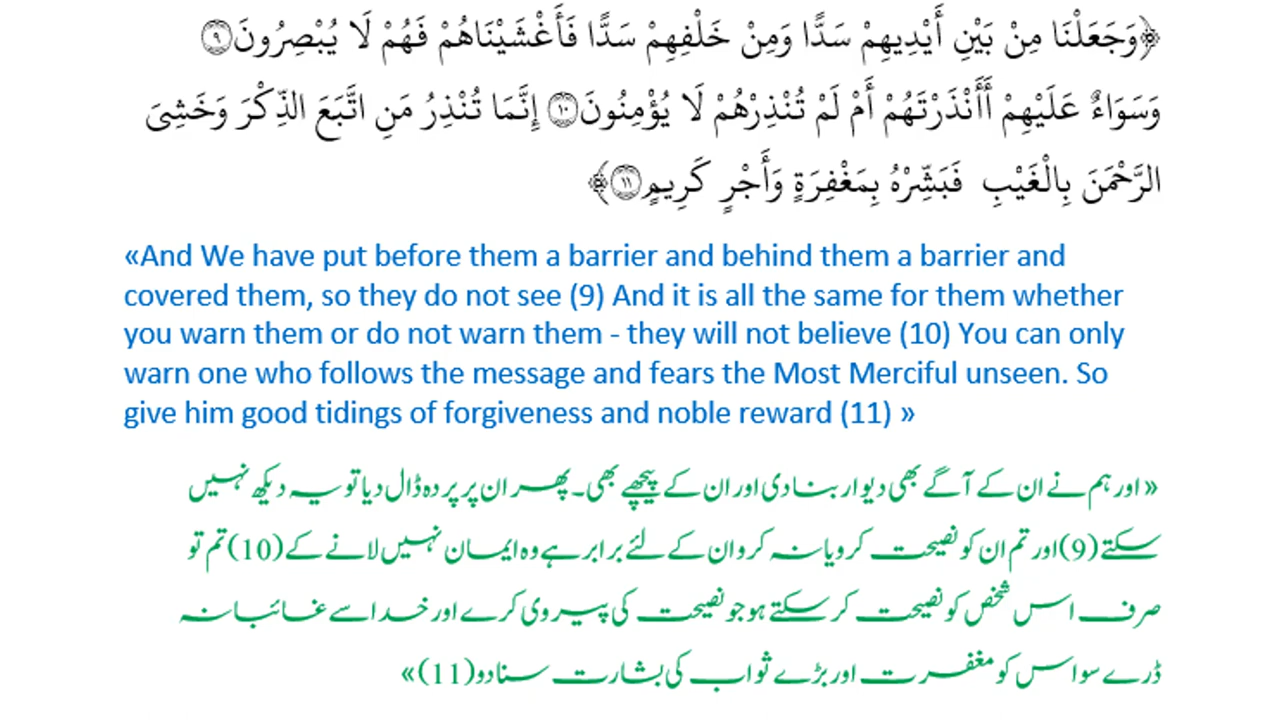 ﴿وَجَعَلْنَا مِنْ بَيْنِ أَيْدِيهِمْ سَدًّا وَمِنْ خَلْفِهِمْ سَدًّا فَأَغْشَيْنَاهُمْ فَهُمْ لَا يُبْصِرُونَ۝٩
وَسَوَاءٌ عَلَيْهِمْ أَأَنْذَرْتَهُمْ أَمْ لَمْ تُنْذِرْهُمْ لَا يُؤْمِنُونَ۝١٠ إِنَّمَا تُنْذِرُ مَنِ اتَّبَعَ الذِّكْرَ وَخَشِيَ
الرَّحْمَنَ بِالْغَيْبِ فَبَشِّرْهُ بِمَغْفِرَةٍ وَأَجْرٍ كَرِيمٍ۝١١﴾
«And We have put before them a barrier and behind them a barrier and
covered them, so they do not see (9) And it is all the same for them whether
you warn them or do not warn them - they will not believe (10) You can only
warn one who follows the message and fears the Most Merciful unseen. So
give him good tidings of forgiveness and noble reward (11) »
« اور ہم نے ان کے آگے بھی دیوار بنا دی اور ان کے پیچھے بھی۔ پھر ان پر پردہ ڈال دیا تو یہ دیکھ نہیں
سکتے (9) اور تم ان کو نصیحت کرو یا نہ کرو ان کے لئے برابر ہے وہ ایمان نہیں لانے کے (10) تم تو
صرف اس شخص کو نصیحت کر سکتے ہو جو نصیحت کی پیروی کرے اور خدا سے غائبانہ
ڈرے سو اس کو مغفرت اور بڑے ثواب کی بشارت سنا دو (11) »